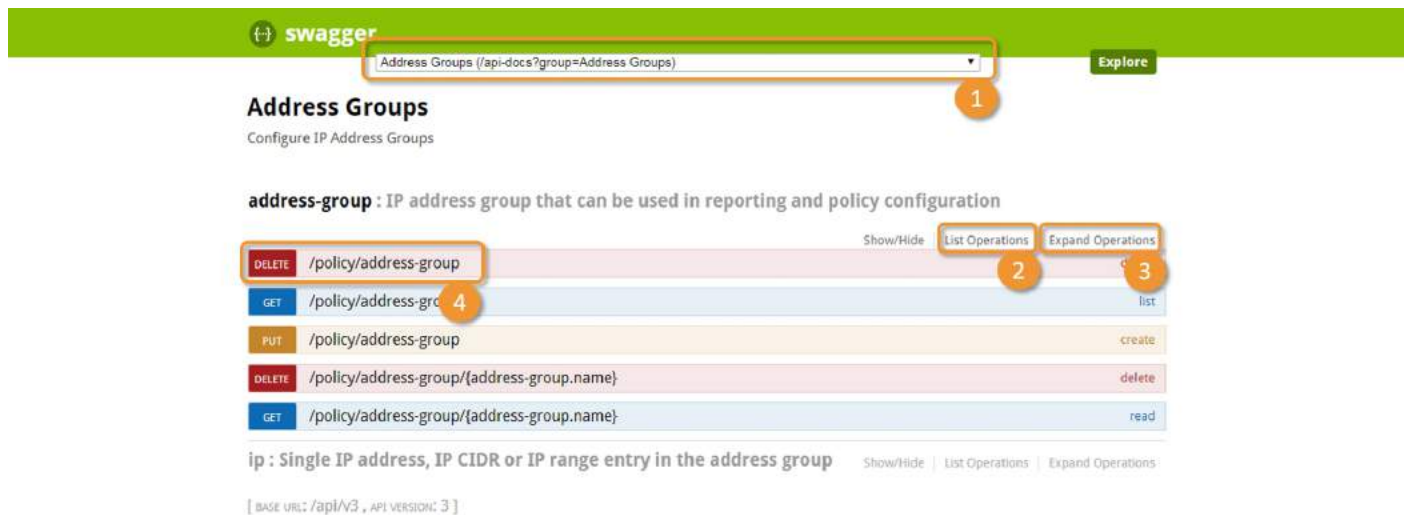 swagger
Address Groups (/api-docs?group=Address Groups)
Explore
1
Address Groups
Configure IP Address Groups
address-group : IP address group that can be used in reporting and policy configuration
Show/Hide List Operations Expand Operations
2 3
DELETE /policy/address-group
4
GET /policy/address-gro list
PUT /policy/address-group create
DELETE /policy/address-group/{address-group.name} delete
GET /policy/address-group/{address-group.name} read
ip : Single IP address, IP CIDR or IP range entry in the address group Show/Hide List Operations Expand Operations
[ BASE URL: /api/v3 , API VERSION: 3 ]